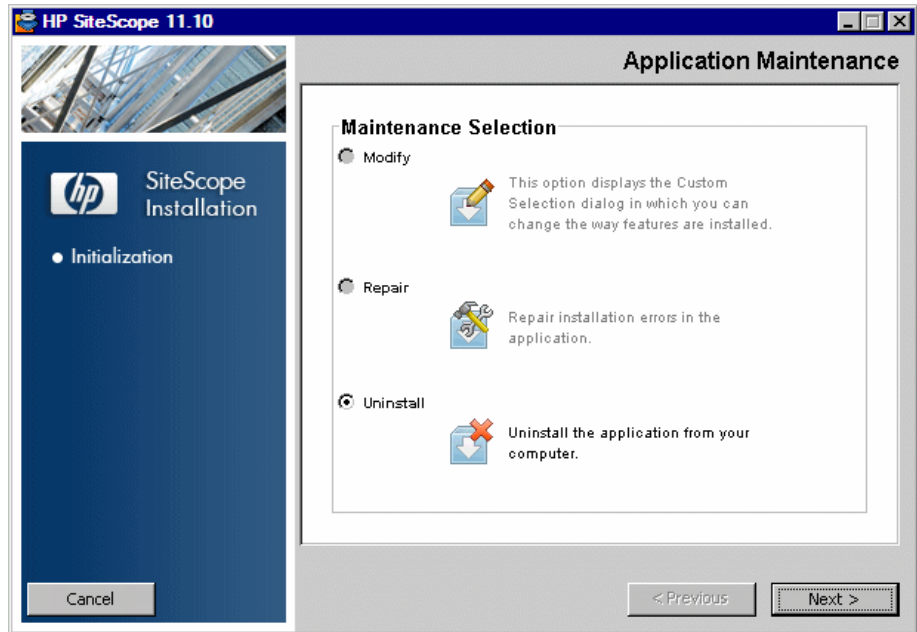 HP SiteScope 11.10
Application Maintenance
hp
SiteScope
Installation
Initialization
Maintenance Selection
Modify
This option displays the Custom
Selection dialog in which you can
change the way features are installed.
Repair
Repair installation errors in the
application.
Uninstall
Uninstall the application from your
computer.
Cancel
< Previous
Next >